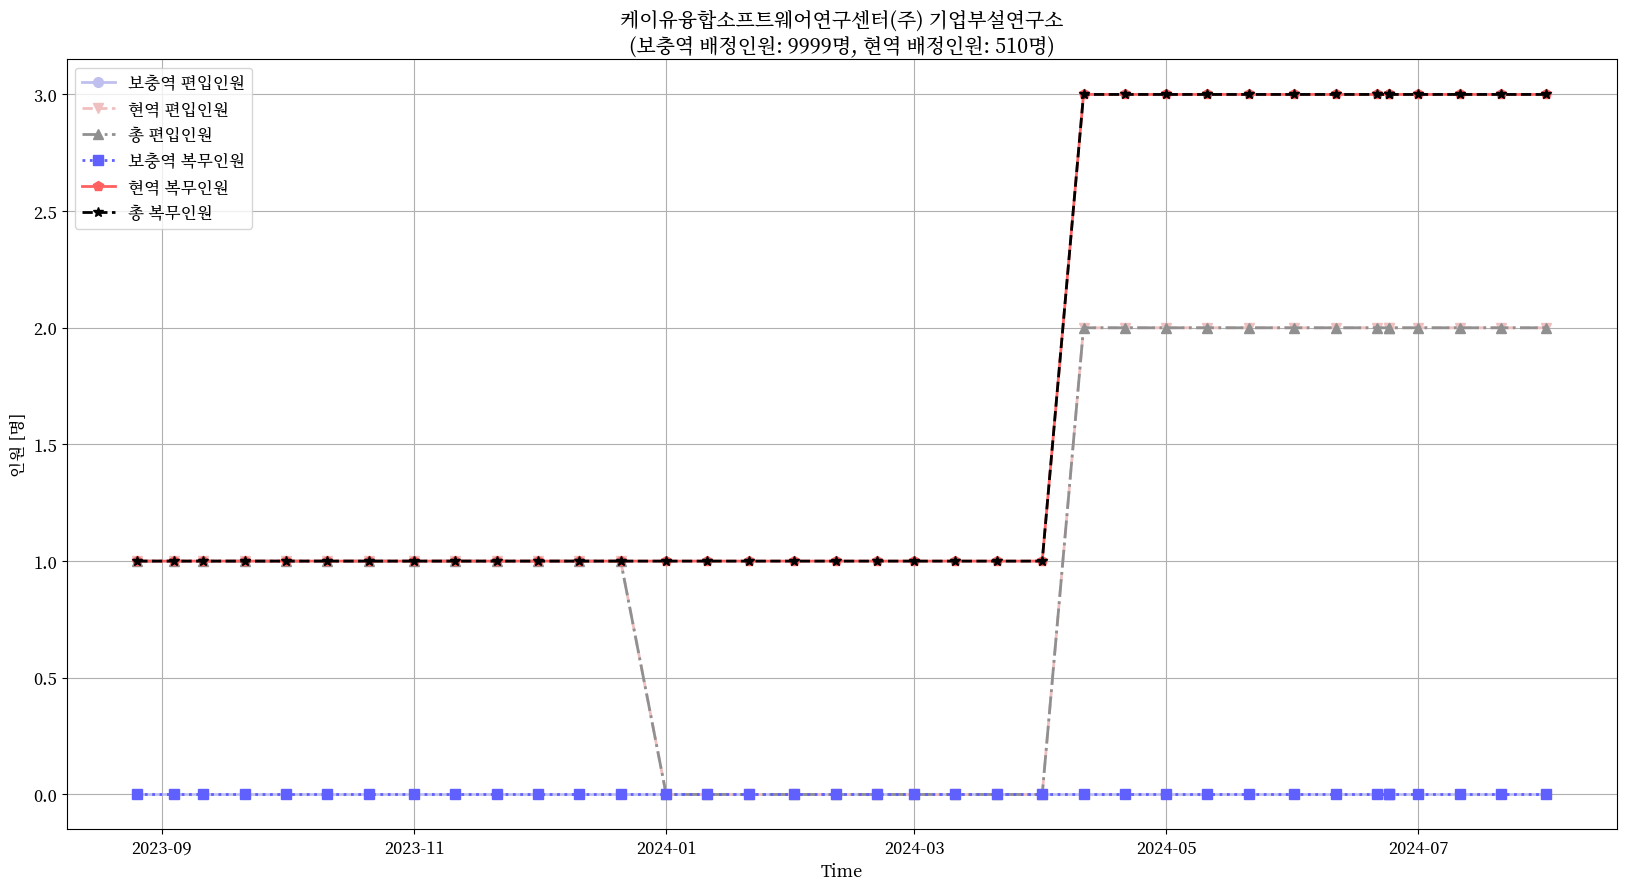 케이유융합소프트웨어연구센터(주) 기업부설연구소
(보충역 배정인원: 9999명, 현역 배정인원: 510명)
보충역 편입인원
현역 편입인원
총 편입인원
보충역 복무인원
현역 복무인원
총 복무인원
인원 [명]
3.0
2.5
2.0
1.5
1.0
0.5
0.0
2023-09
2023-11
2024-01
2024-03
2024-05
2024-07
Time